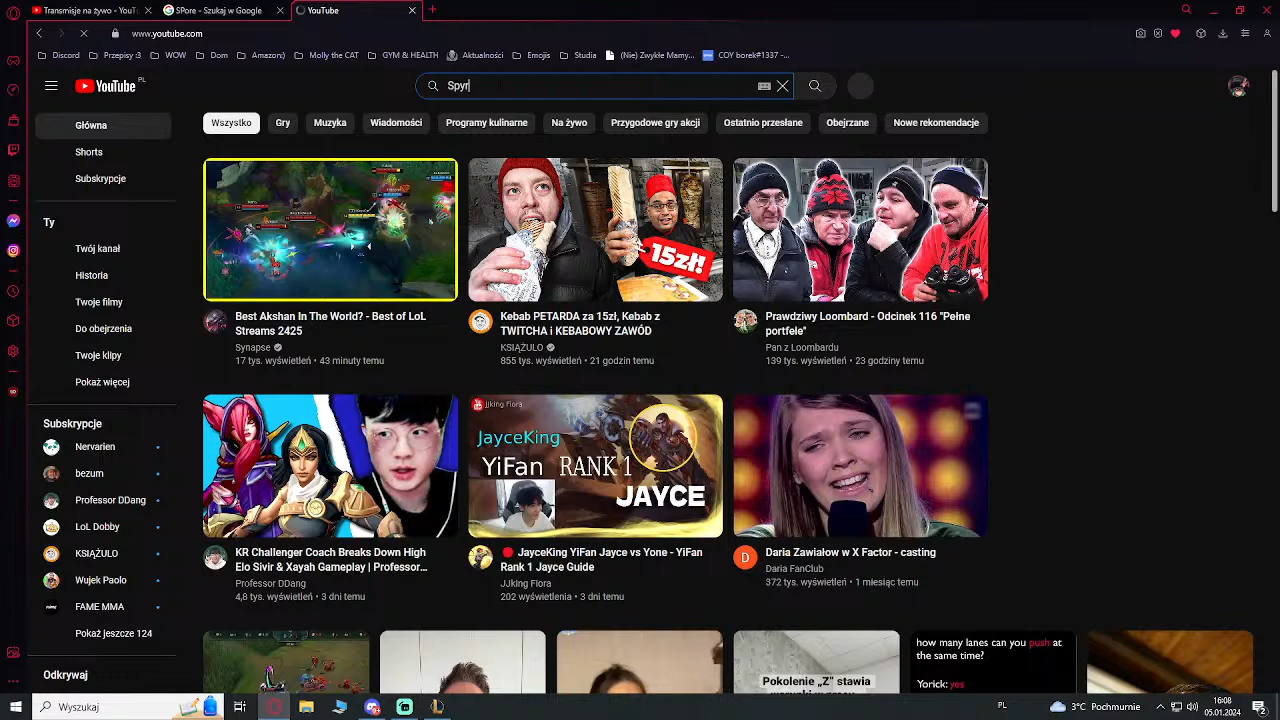 Transmisje na żywo - YouT
SPore - Szukaj w Google
YouTube
www.youtube.com
Discord
Przepisy :3
WOW
Dom
Amazon:)
Molly the CAT
GYM & HEALTH
Aktualności
Emojis
Studia
(Nie) Zwykłe Mamy...
COY borek#1337 -...
YouTube PL
Spyr
Wszystko
Gry
Muzyka
Wiadomości
Programy kulinarne
Na żywo
Przygodowe gry akcji
Ostatnio przesłane
Obejrzane
Nowe rekomendacje
Główna
Shorts
Subskrypcje
Ty
Twój kanał
Historia
Twoje filmy
Do obejrzenia
Twoje klipy
Pokaż więcej
Subskrypcje
Nervarien
bezum
Professor DDang
LoL Dobby
KSIĄŻULO
Wujek Paolo
FAME MMA
Pokaż jeszcze 124
Odkrywaj
Best Akshan In The World? - Best of LoL
Streams 2425
Synapse
17 tys. wyświetleń • 43 minuty temu
15zł!
Kebab PETARDA za 15zł, Kebab z
TWITCHA i KEBABOWY ZAWÓD
KSIĄŻULO
855 tys. wyświetleń • 21 godzin temu
Prawdziwy Loombard - Odcinek 116 "Pełne
portfele"
Pan z Loombardu
139 tys. wyświetleń • 23 godziny temu
KR Challenger Coach Breaks Down High
Elo Sivir & Xayah Gameplay | Professor...
Professor DDang
4,8 tys. wyświetleń • 3 dni temu
JJking Fiora
JayceKing
YiFan RANK 1
JAYCE
JayceKing YiFan Jayce vs Yone - YiFan
Rank 1 Jayce Guide
JJking Fiora
202 wyświetlenia • 3 dni temu
D
Daria Zawiałow w X Factor - casting
Daria FanClub
372 tys. wyświetleń • 1 miesiąc temu
Pokolenie „Z” stawia
how many lanes can you push at
the same time?
Yorick: yes
Wyszukaj
3°C Pochmurnie
PL
16:08
05.01.2024
2